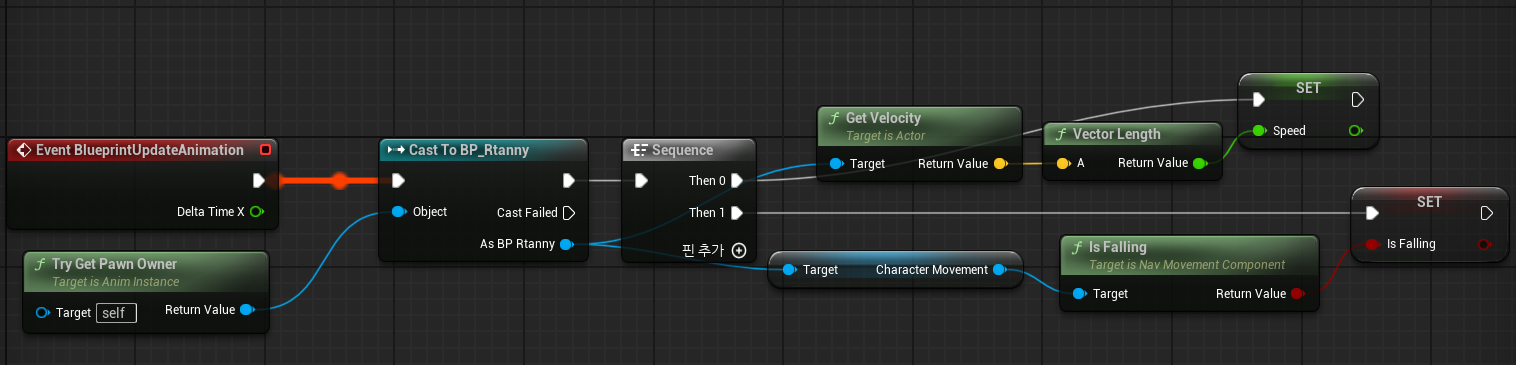 Event BlueprintUpdateAnimation
Delta Time X
Try Get Pawn Owner
Target is Anim Instance
Target self
Return Value
Cast To BP_Rtanny
Object
Cast Failed
As BP Rtanny
Sequence
Then 0
Then 1
핀 추가
Get Velocity
Target is Actor
Target
Return Value
Vector Length
A
Return Value
SET
Speed
Target
Character Movement
Is Falling
Target is Nav Movement Component
Target
Return Value
SET
Is Falling